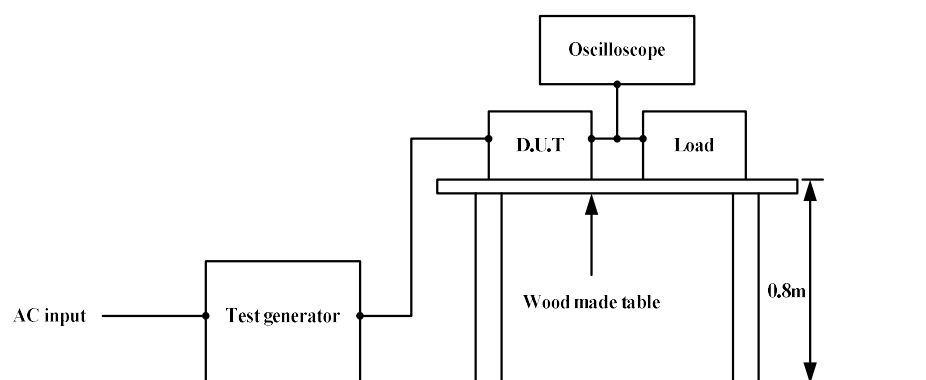 Oscilloscope
D.U.T
Load
Wood made table
0.8m
AC input
Test generator